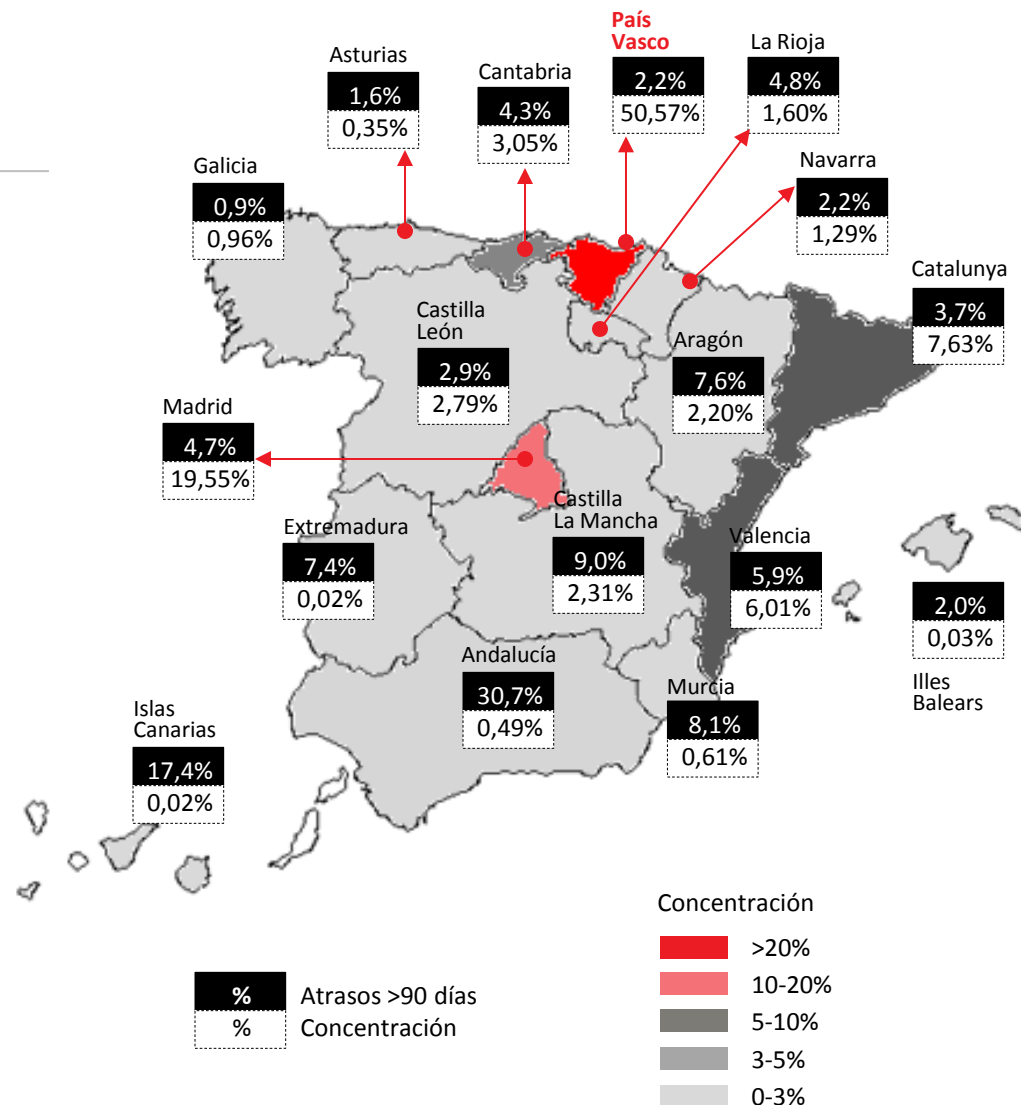 País
Vasco
2,2%
50,57%
La Rioja
4,8%
1,60%
Asturias
1,6%
0,35%
Cantabria
4,3%
3,05%
Navarra
2,2%
1,29%
Galicia
0,9%
0,96%
Catalunya
3,7%
7,63%
Castilla
León
2,9%
2,79%
Aragón
7,6%
2,20%
Madrid
4,7%
19,55%
Castilla
La Mancha
9,0%
2,31%
Extremadura
7,4%
0,02%
Valencia
5,9%
6,01%
2,0%
0,03%
Illes
Balears
Andalucía
30,7%
0,49%
Murcia
8,1%
0,61%
Islas
Canarias
17,4%
0,02%
Concentración
>20%
10-20%
5-10%
3-5%
0-3%
% Atrasos >90 días
% Concentración